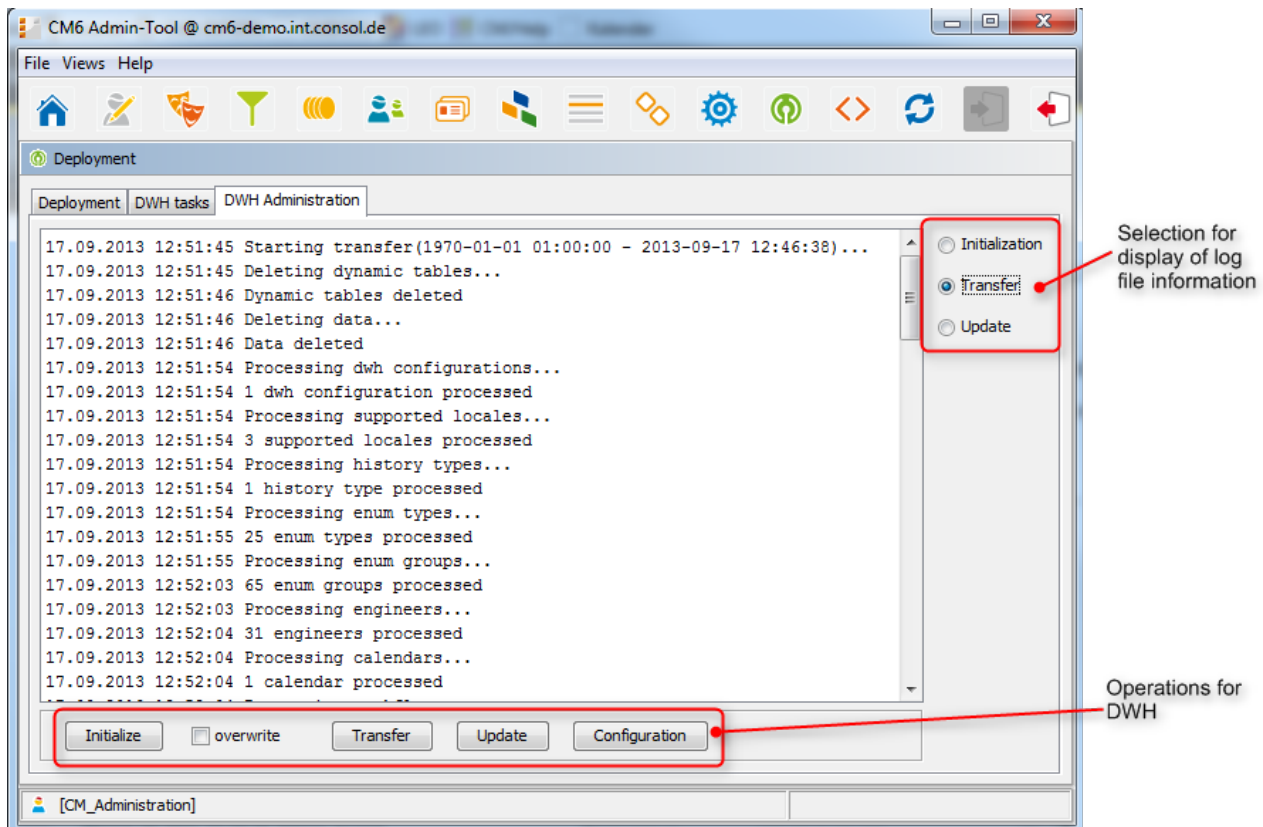 CM6 Admin-Tool @ cm6-demo.int.consol.de
File Views Help
Deployment
Deployment DWH tasks DWH Administration
17.09.2013 12:51:45 Starting transfer(1970-01-01 01:00:00 - 2013-09-17 12:46:38)...
17.09.2013 12:51:45 Deleting dynamic tables...
17.09.2013 12:51:46 Dynamic tables deleted
17.09.2013 12:51:46 Deleting data...
17.09.2013 12:51:46 Data deleted
17.09.2013 12:51:54 Processing dwh configurations...
17.09.2013 12:51:54 1 dwh configuration processed
17.09.2013 12:51:54 Processing supported locales...
17.09.2013 12:51:54 3 supported locales processed
17.09.2013 12:51:54 Processing history types...
17.09.2013 12:51:54 1 history type processed
17.09.2013 12:51:54 Processing enum types...
17.09.2013 12:51:55 25 enum types processed
17.09.2013 12:51:55 Processing enum groups...
17.09.2013 12:52:03 65 enum groups processed
17.09.2013 12:52:03 Processing engineers...
17.09.2013 12:52:04 31 engineers processed
17.09.2013 12:52:04 Processing calendars...
17.09.2013 12:52:04 1 calendar processed
Initialization
Transfer
Update
Selection for
display of log
file information
Initialize overwrite Transfer Update Configuration
Operations for
DWH
[CM_Administration]